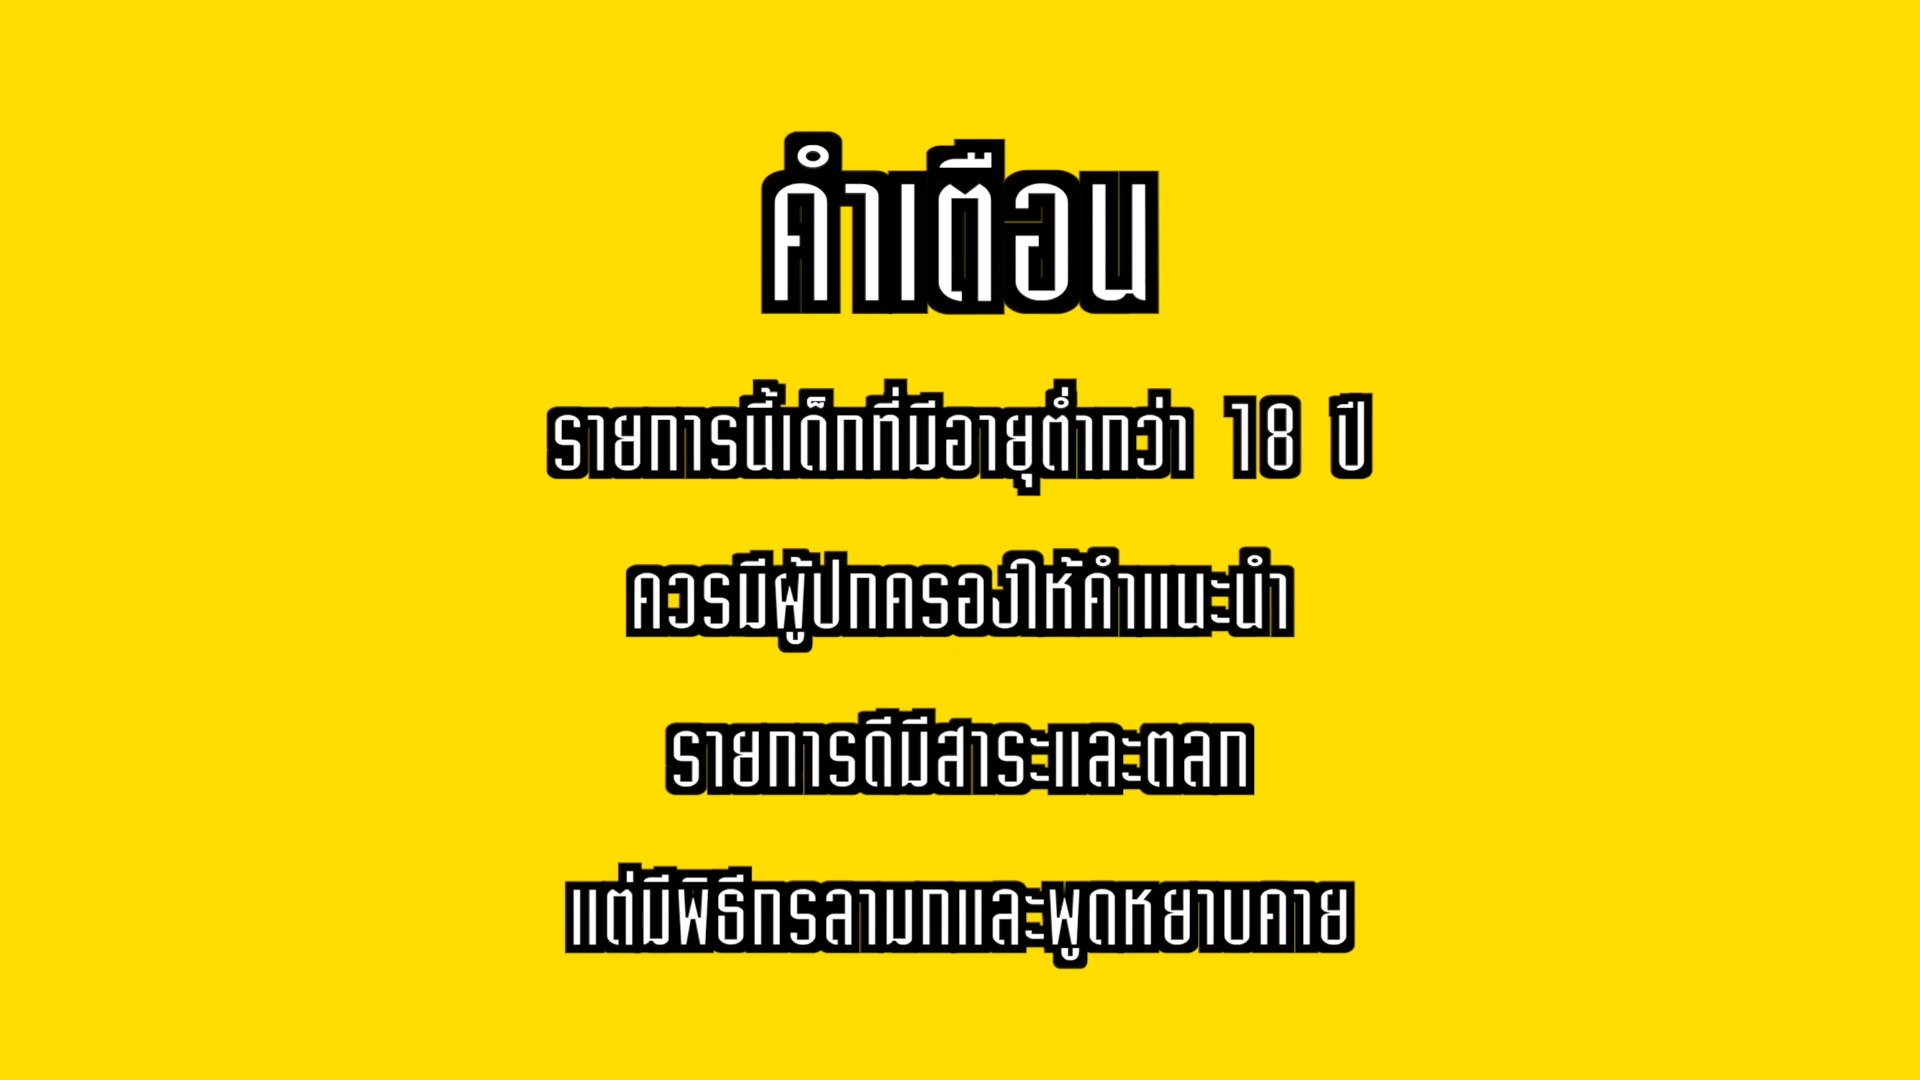 คำเตือน
รายการนี้เด็กที่มีอายุต่ำกว่า 18 ปี
ควรมีผู้ปกครองให้คำแนะนำ
รายการดีมีสาระและตลก
แต่มีพิธีกรลามกและพูดหยาบคาย